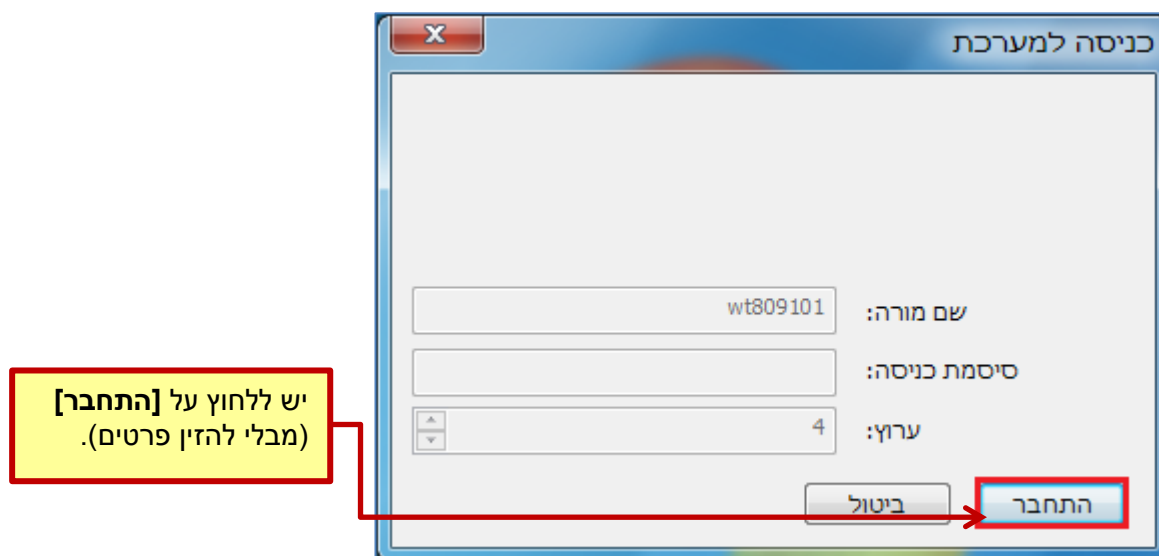 כניסה למערכת
שם מורה: wt809101
סיסמת כניסה:
ערוץ: 4
התחבר ביטול
יש ללחוץ על [התחבר]
(מבלי להזין פרטים).